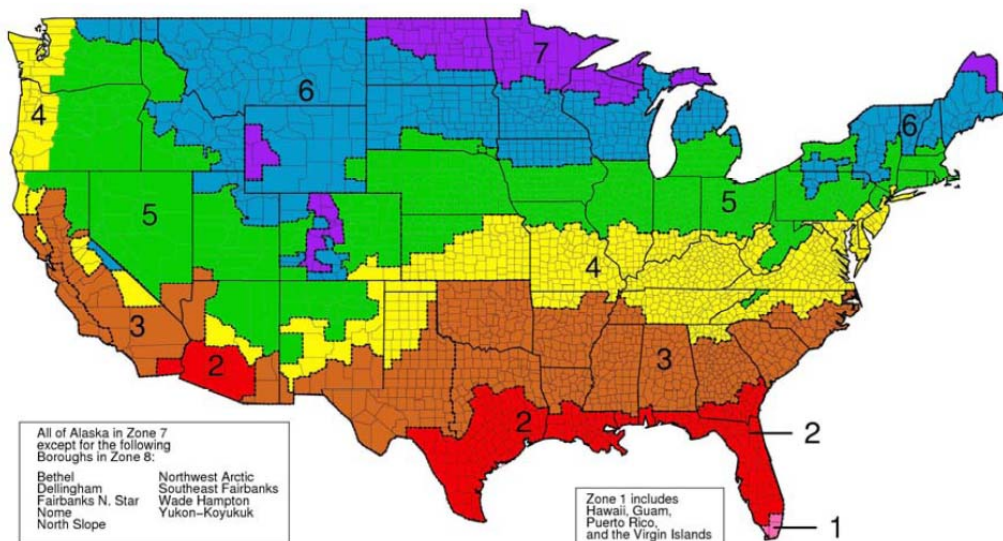 7
6
6
4
5
5
4
3
3
2
2
2
1
All of Alaska in Zone 7
except for the following
Boroughs in Zone 8:
Bethel Northwest Arctic
Dellingham Southeast Fairbanks
Fairbanks N. Star Wade Hampton
Nome Yukon-Koyukuk
North Slope
Zone 1 includes
Hawaii, Guam,
Puerto Rico,
and the Virgin Islands